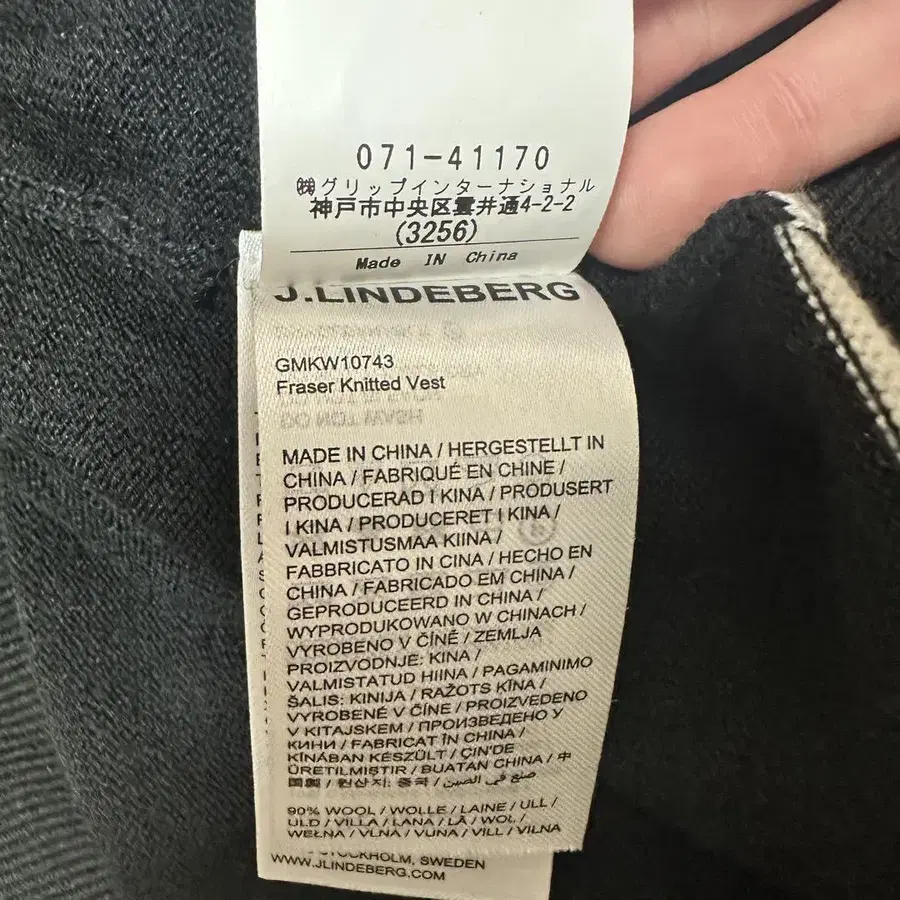 071-41170
㈱グリップインターナショナル
神戸市中央区雲井通4-2-2
(3256)
Made IN China
J.LINDEBERG
GMKW10743
Fraser Knitted Vest
MADE IN CHINA / HERGESTELLT IN
CHINA / FABRIQUÉ EN CHINE /
PRODUCERAD I KINA / PRODUSERT
I KINA / PRODUCERET I KINA /
VALMISTUSMAA KIINA /
FABBRICATO IN CINA / HECHO EN
CHINA / FABRICADO EM CHINA /
GEPRODUCEERD IN CHINA /
WYPRODUKOWANO W CHINACH /
VYROBENO V ČÍNĚ / ZEMLJA
PROIZVODNJE: KINA /
VALMISTATUD HIINA / PAGAMINIMO
ŠALIS: KINIJA / RAŽOTS ĶĪNA /
VYROBENÉ V ČÍNE / PROIZVEDENO
V KITAJSKEM / ПРОИЗВЕДЕНО У
КИНИ / FABRICAT ÎN CHINA /
KÍNÁBAN KÉSZÜLT / ÇIN'DE
ÜRETILMIŞTIR / BUATAN CHINA / 中
国製 / 원산지: 중국 / صنع في الصين
90% WOOL / WOLLE / LAINE / ULL /
ULD / VILLA / LANA / LÃ / WOL /
WEŁNA / VLNA / VUNA / VILL / VILNA
STOCKHOLM, SWEDEN
WWW.JLINDEBERG.COM